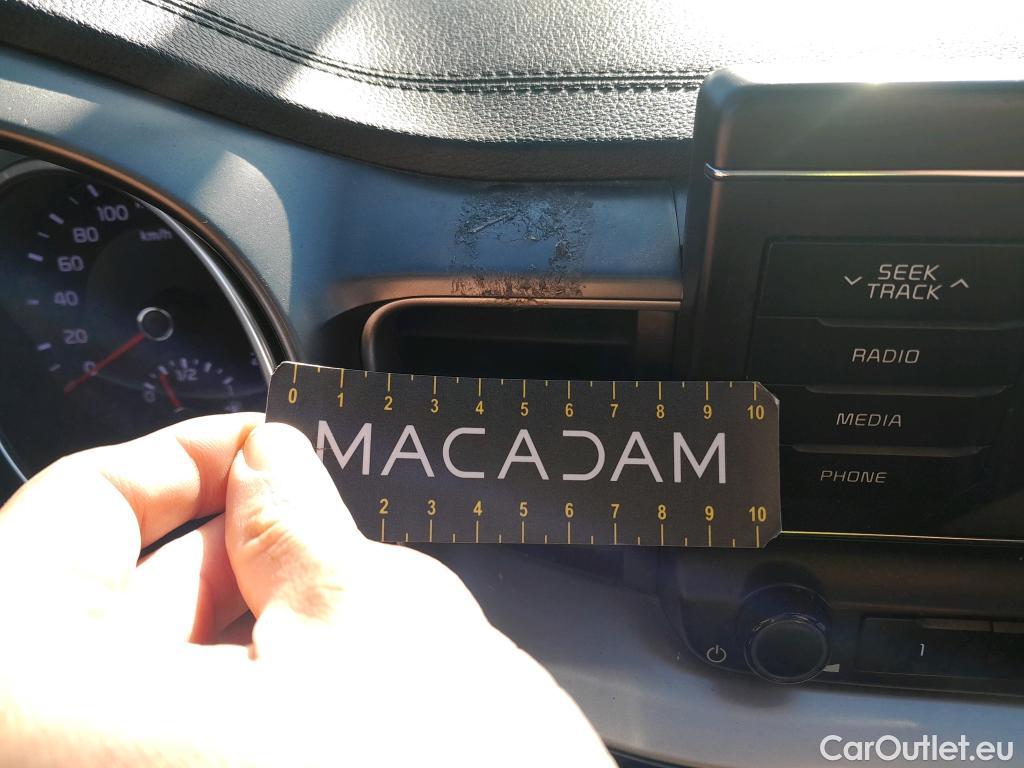 100
80
km/h
60
40
20
0
1/2
0
SEEK
TRACK
RADIO
MEDIA
PHONE
0 1 2 3 4 5 6 7 8 9 10
MACADAM
2 3 4 5 6 7 8 9 10
1
CarOutlet.eu